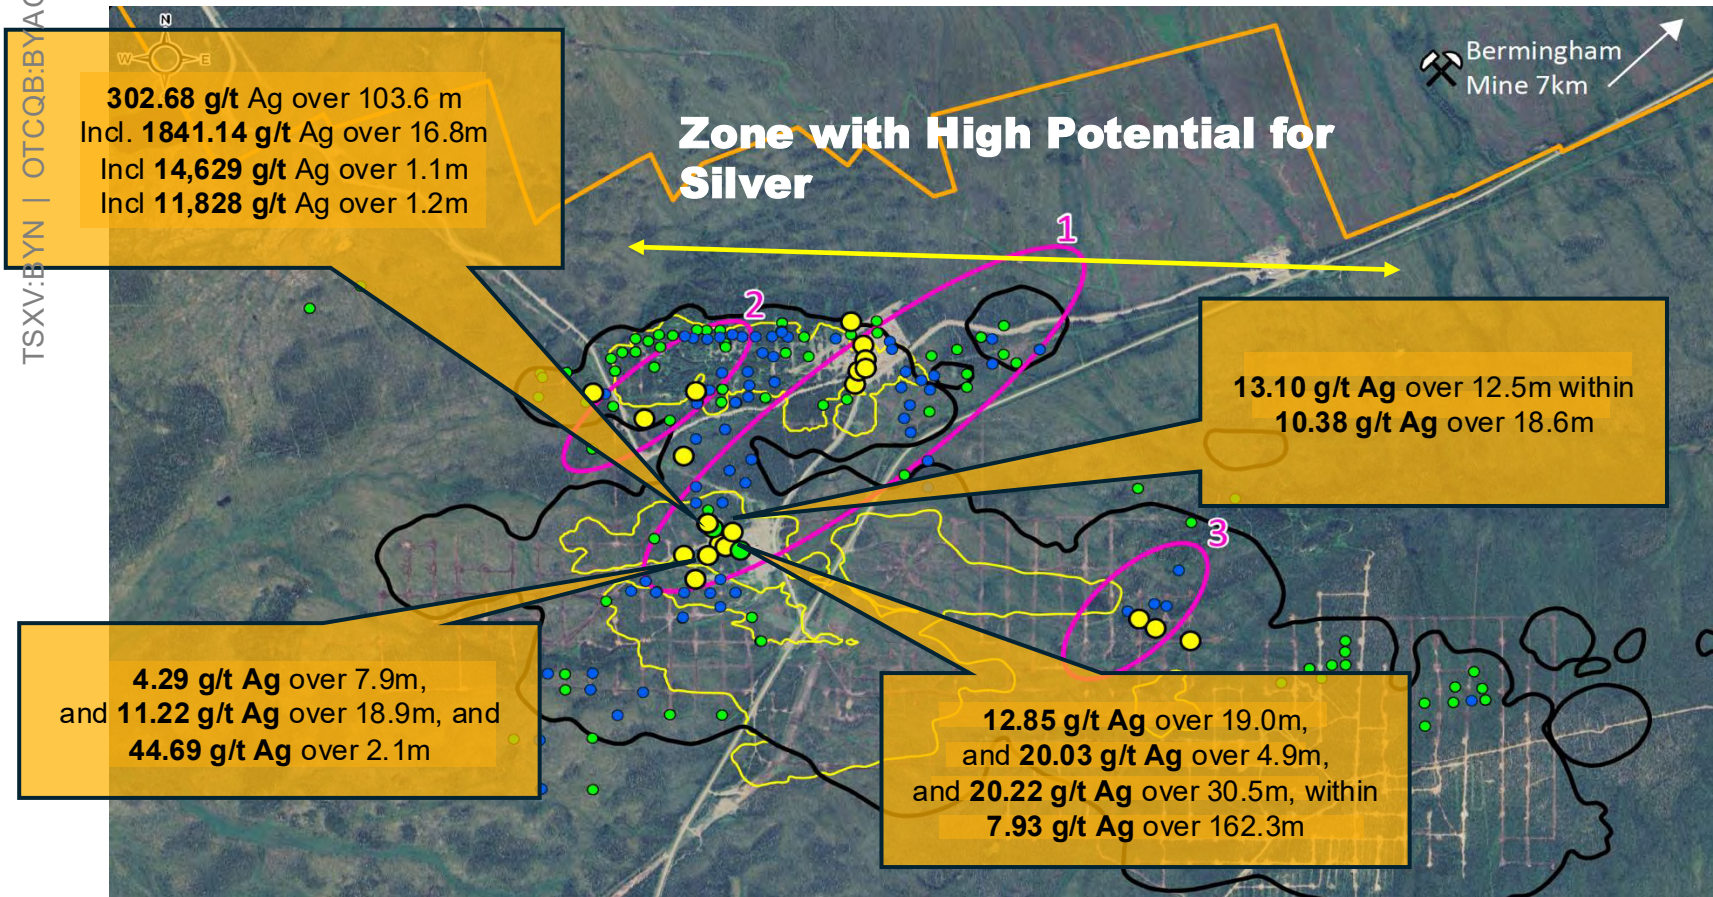 TSXV:BYN | OTCQB:BYAG
N
W E
302.68 g/t Ag over 103.6 m
Incl. 1841.14 g/t Ag over 16.8m
Incl 14,629 g/t Ag over 1.1m
Incl 11,828 g/t Ag over 1.2m
Bermingham
Mine 7km
Zone with High Potential for
Silver
1
2
13.10 g/t Ag over 12.5m within
10.38 g/t Ag over 18.6m
3
4.29 g/t Ag over 7.9m,
and 11.22 g/t Ag over 18.9m, and
44.69 g/t Ag over 2.1m
12.85 g/t Ag over 19.0m,
and 20.03 g/t Ag over 4.9m,
and 20.22 g/t Ag over 30.5m, within
7.93 g/t Ag over 162.3m